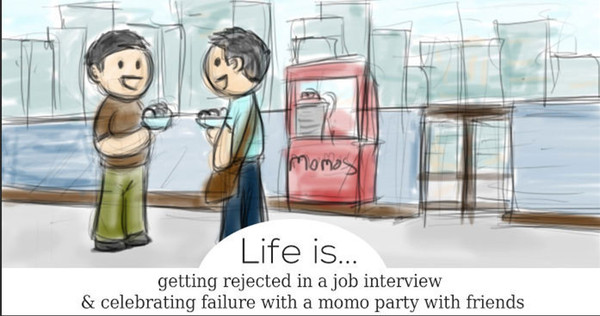 Momos
Life is...
getting rejected in a job interview
& celebrating failure with a momo party with friends